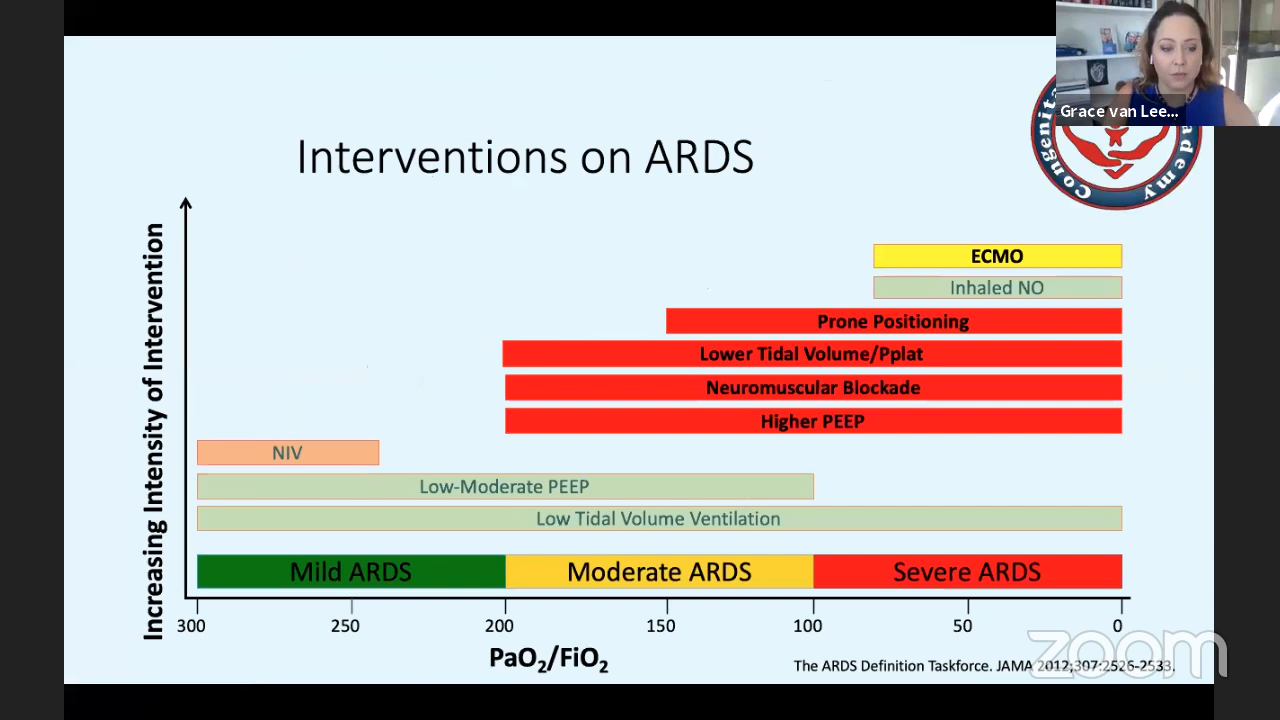 Grace van Lee...
Congenit
ademy
Interventions on ARDS
Increasing Intensity of Intervention
ECMO
Inhaled NO
Prone Positioning
Lower Tidal Volume/Pplat
Neuromuscular Blockade
Higher PEEP
NIV
Low-Moderate PEEP
Low Tidal Volume Ventilation
Mild ARDS Moderate ARDS Severe ARDS
300 250 200 150 100 50 0
PaO₂/FiO₂
The ARDS Definition Taskforce. JAMA 2012;307:2526-2533.
zoom